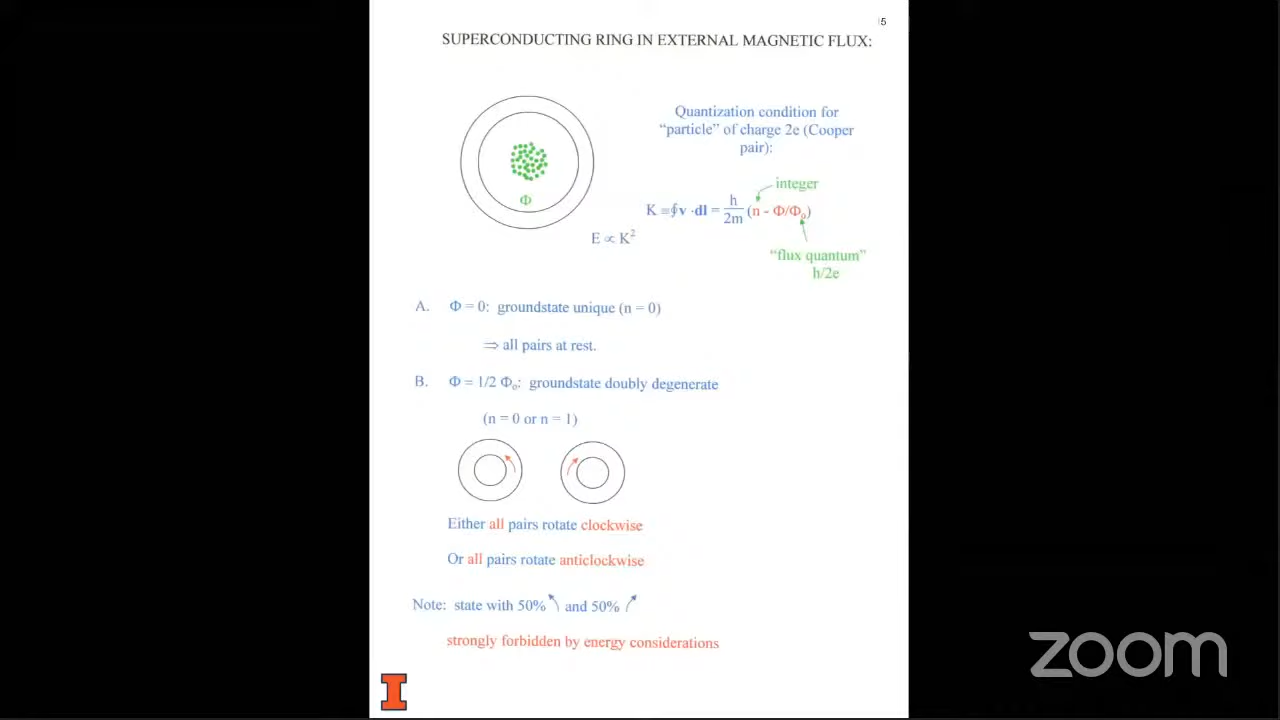 15
SUPERCONDUCTING RING IN EXTERNAL MAGNETIC FLUX:
Quantization condition for
“particle” of charge 2e (Cooper
pair):
integer
Φ
K ≡∮v ·dl = h/2m (n - Φ/Φo)
E ∝ K²
“flux quantum”
h/2e
A. Φ = 0: groundstate unique (n = 0)
⇒ all pairs at rest.
B. Φ = 1/2 Φo: groundstate doubly degenerate
(n = 0 or n = 1)
Either all pairs rotate clockwise
Or all pairs rotate anticlockwise
Note: state with 50% and 50%
strongly forbidden by energy considerations
I
zoom